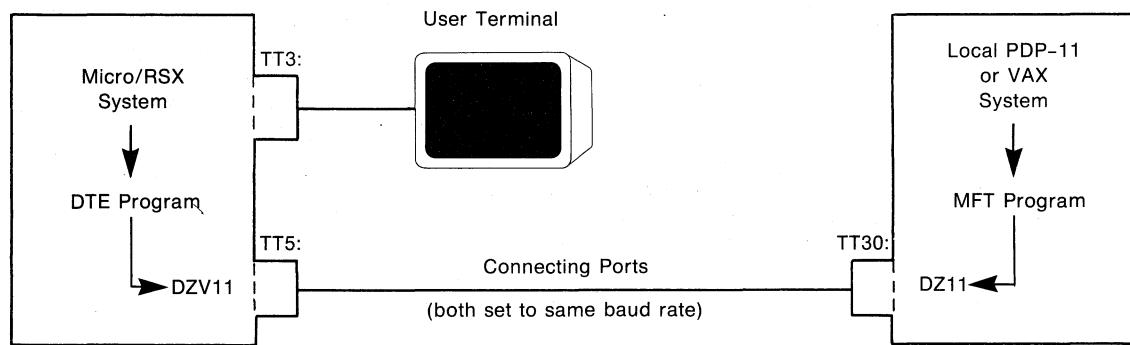 User Terminal
TT3:
Micro/RSX
System
DTE Program
TT5:
DZV11
Connecting Ports
(both set to same baud rate)
Local PDP-11
or VAX
System
MFT Program
TT30:
DZ11